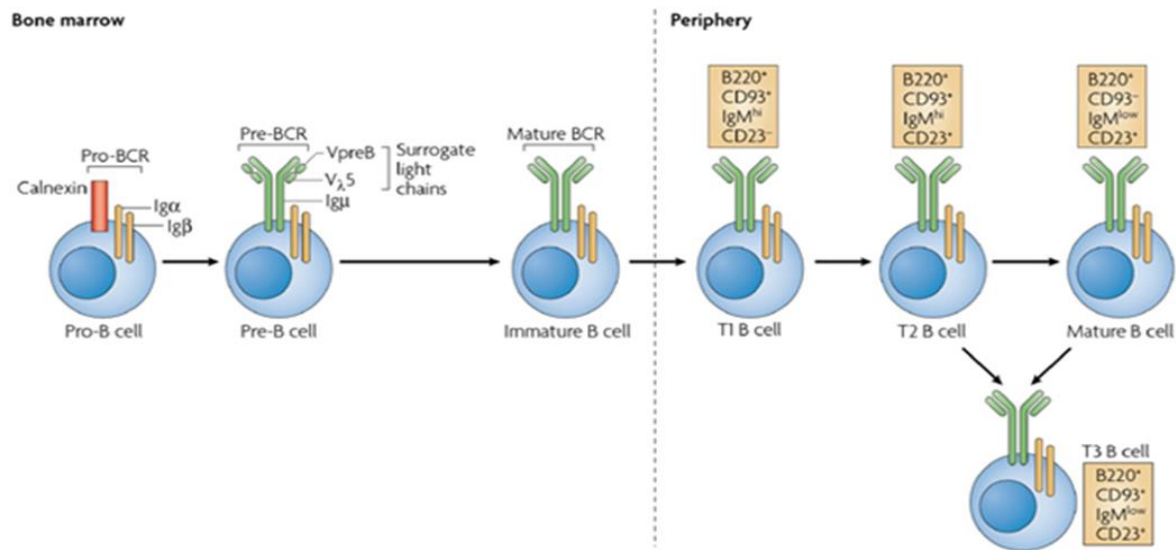 Bone marrow
Periphery
Pro-BCR
Calnexin
Igα
Igβ
Pro-B cell
Pre-BCR
VpreB
Vλ5
Igμ
Surrogate
light
chains
Pre-B cell
Mature BCR
Immature B cell
B220⁺
CD93⁺
IgMʰⁱ
CD23⁻
T1 B cell
B220⁺
CD93⁺
IgMʰⁱ
CD23⁺
T2 B cell
B220⁺
CD93⁻
IgMˡᵒʷ
CD23⁺
Mature B cell
T3 B cell
B220⁺
CD93⁺
IgMˡᵒʷ
CD23⁺